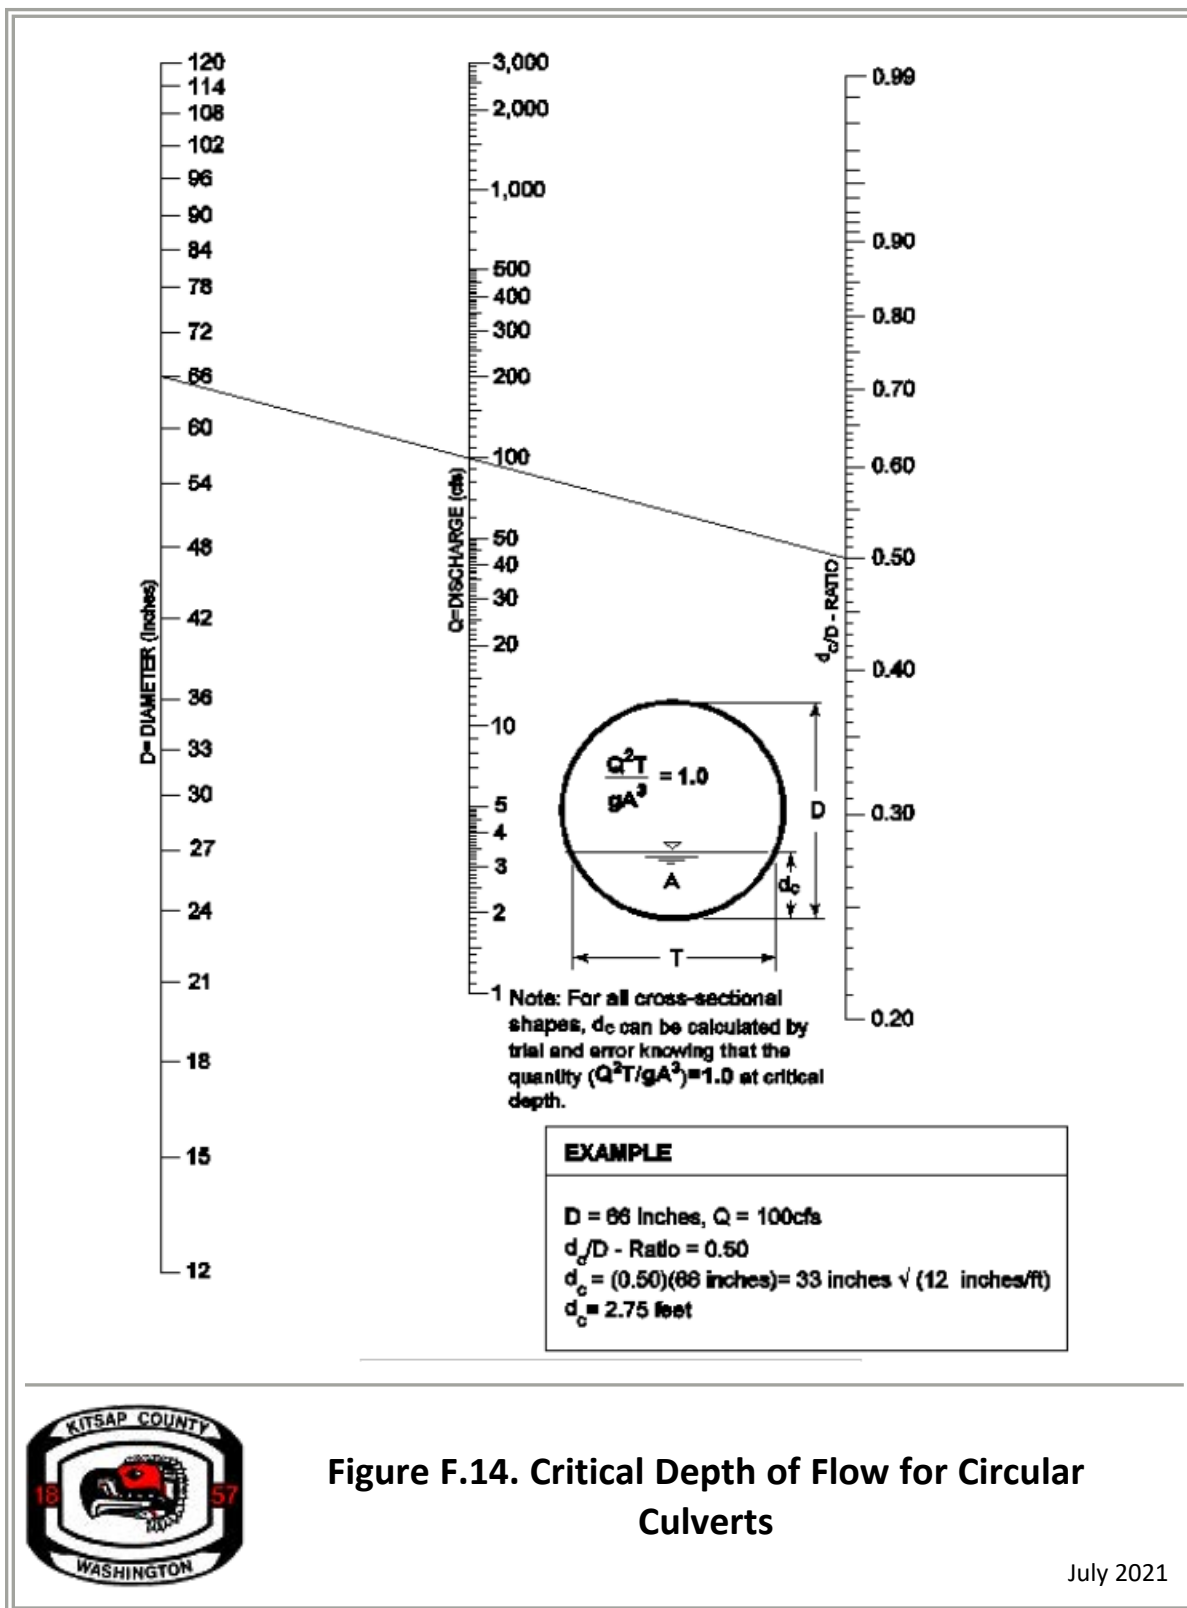 120
114
108
102
96
90
84
78
72
66
60
54
48
42
36
33
30
27
24
21
18
15
12
D= DIAMETER (Inches)
3,000
2,000
1,000
500
400
300
200
100
50
40
30
20
10
5
4
3
2
1
Q=DISCHARGE (cfs)
0.99
0.90
0.80
0.70
0.60
0.50
0.40
0.30
0.20
dc/D - RATIO
Q²T
gA³
= 1.0
D
dc
A
T
Note: For all cross-sectional
shapes, dc can be calculated by
trial and error knowing that the
quantity (Q²T/gA³)=1.0 at critical
depth.
EXAMPLE
D = 66 Inches, Q = 100cfs
dc/D - Ratio = 0.50
dc = (0.50)(66 inches)= 33 inches √ (12 inches/ft)
dc= 2.75 feet
KITSAP COUNTY
18 57
WASHINGTON
Figure F.14. Critical Depth of Flow for Circular
Culverts
July 2021